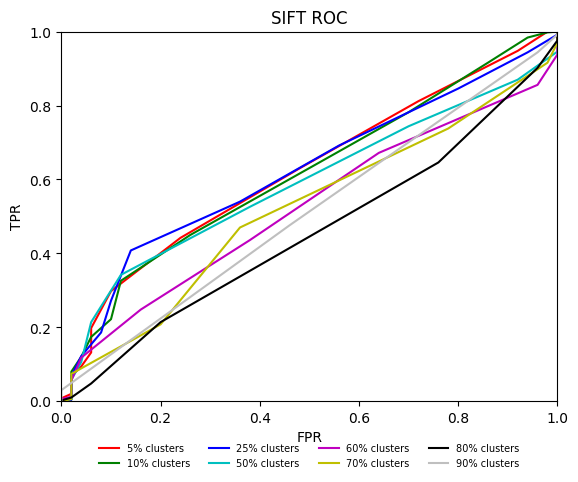 SIFT ROC
1.0
0.8
0.6
0.4
0.2
0.0
TPR
0.0 0.2 0.4 0.6 0.8 1.0
FPR
5% clusters 25% clusters 60% clusters 80% clusters
10% clusters 50% clusters 70% clusters 90% clusters